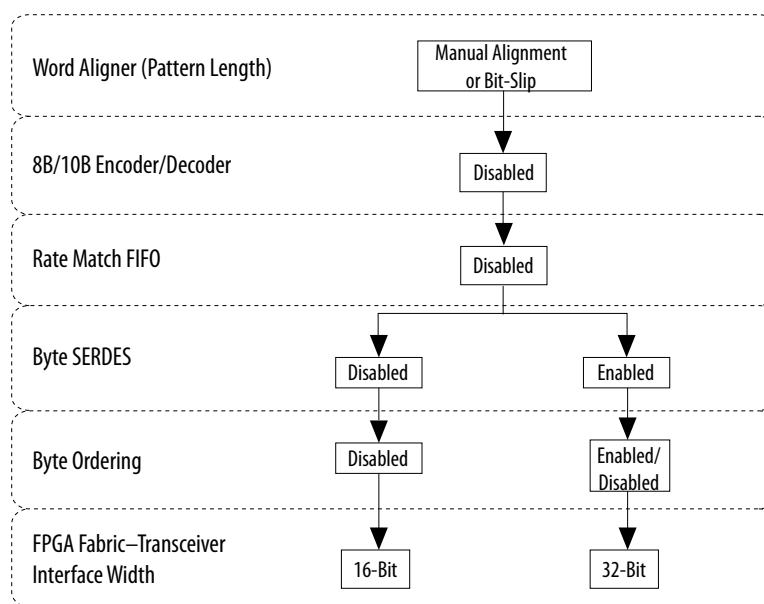 Word Aligner (Pattern Length)
Manual Alignment
or Bit-Slip
8B/10B Encoder/Decoder
Disabled
Rate Match FIFO
Disabled
Byte SERDES
Disabled
Enabled
Byte Ordering
Disabled
Enabled/
Disabled
FPGA Fabric–Transceiver
Interface Width
16-Bit
32-Bit